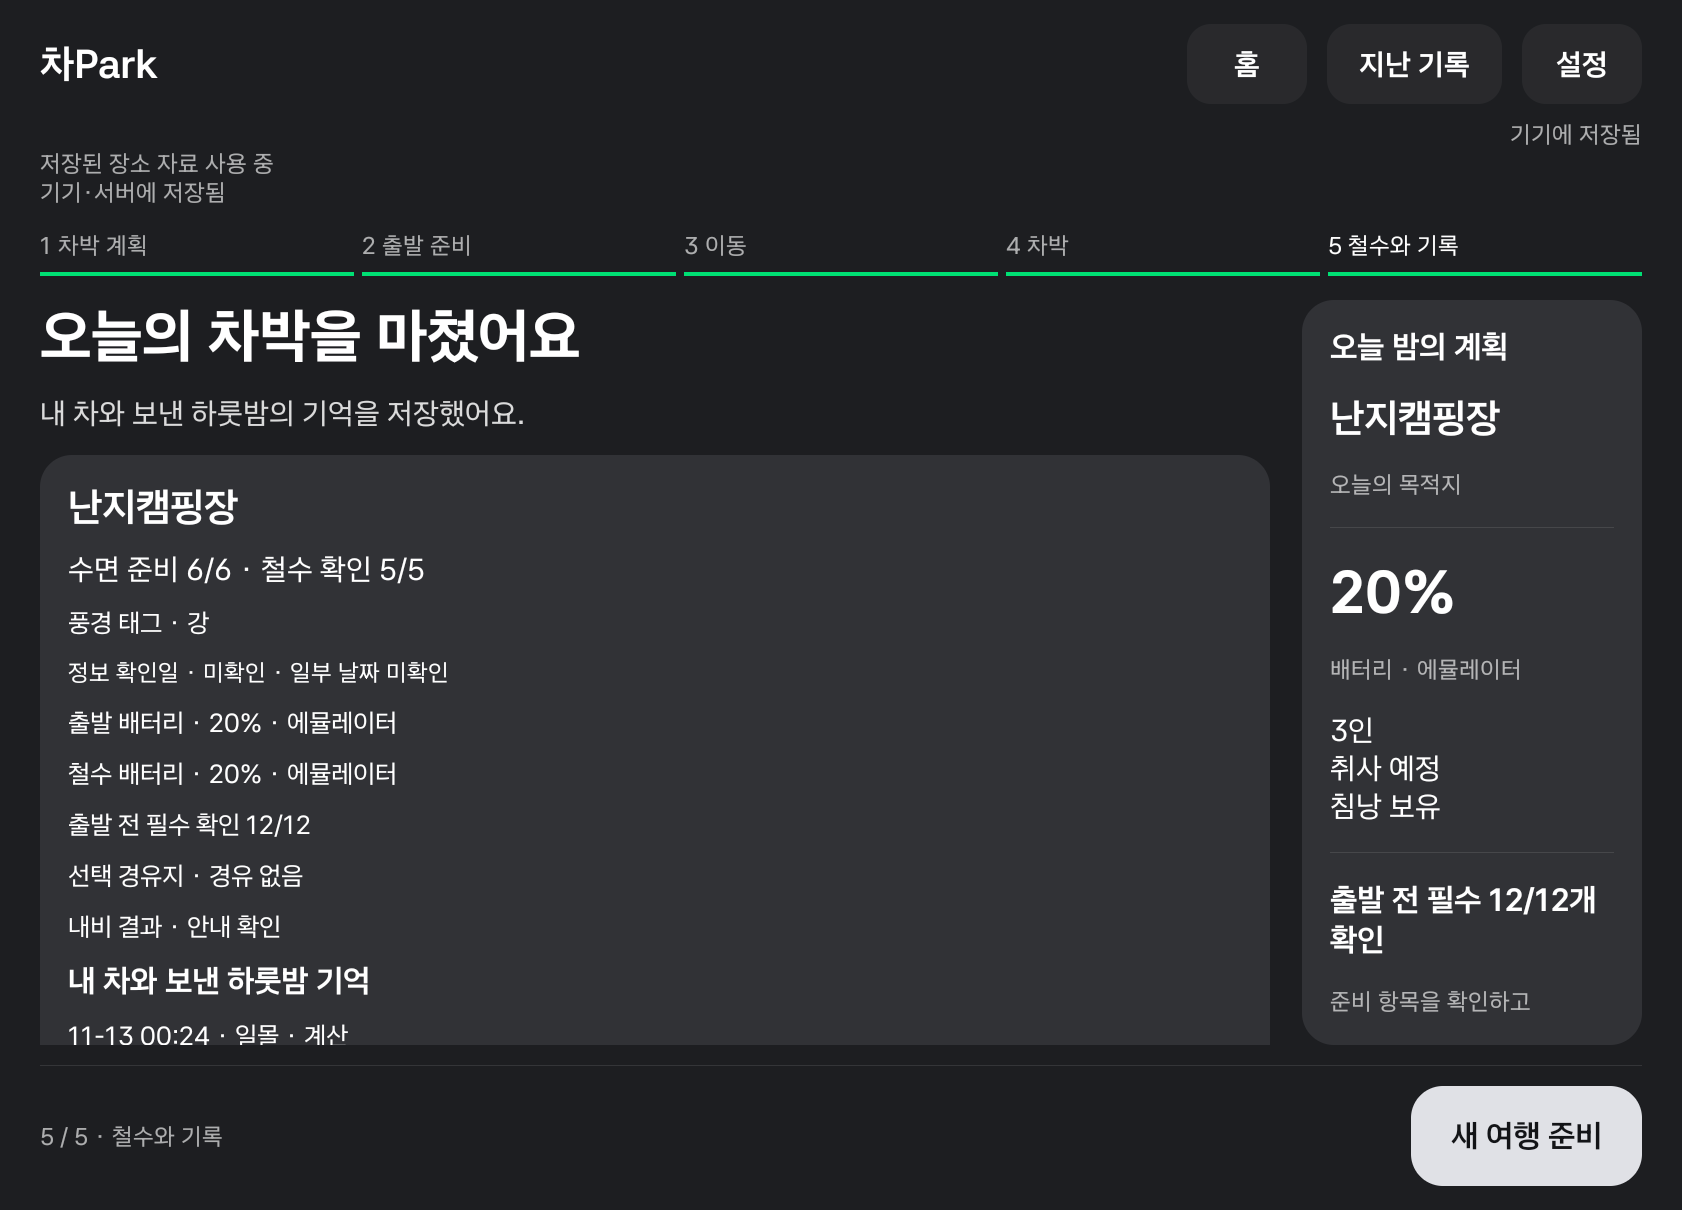 차Park
홈
지난 기록
설정
기기에 저장됨
저장된 장소 자료 사용 중
기기·서버에 저장됨
1 차박 계획
2 출발 준비
3 이동
4 차박
5 철수와 기록
오늘의 차박을 마쳤어요
내 차와 보낸 하룻밤의 기억을 저장했어요.
난지캠핑장
수면 준비 6/6 · 철수 확인 5/5
풍경 태그 · 강
정보 확인일 · 미확인 · 일부 날짜 미확인
출발 배터리 · 20% · 에뮬레이터
철수 배터리 · 20% · 에뮬레이터
출발 전 필수 확인 12/12
선택 경유지 · 경유 없음
내비 결과 · 안내 확인
내 차와 보낸 하룻밤 기억
11-13 00:24 · 일몰 · 계산
오늘 밤의 계획
난지캠핑장
오늘의 목적지
20%
배터리 · 에뮬레이터
3인
취사 예정
침낭 보유
출발 전 필수 12/12개
확인
준비 항목을 확인하고
5 / 5 · 철수와 기록
새 여행 준비